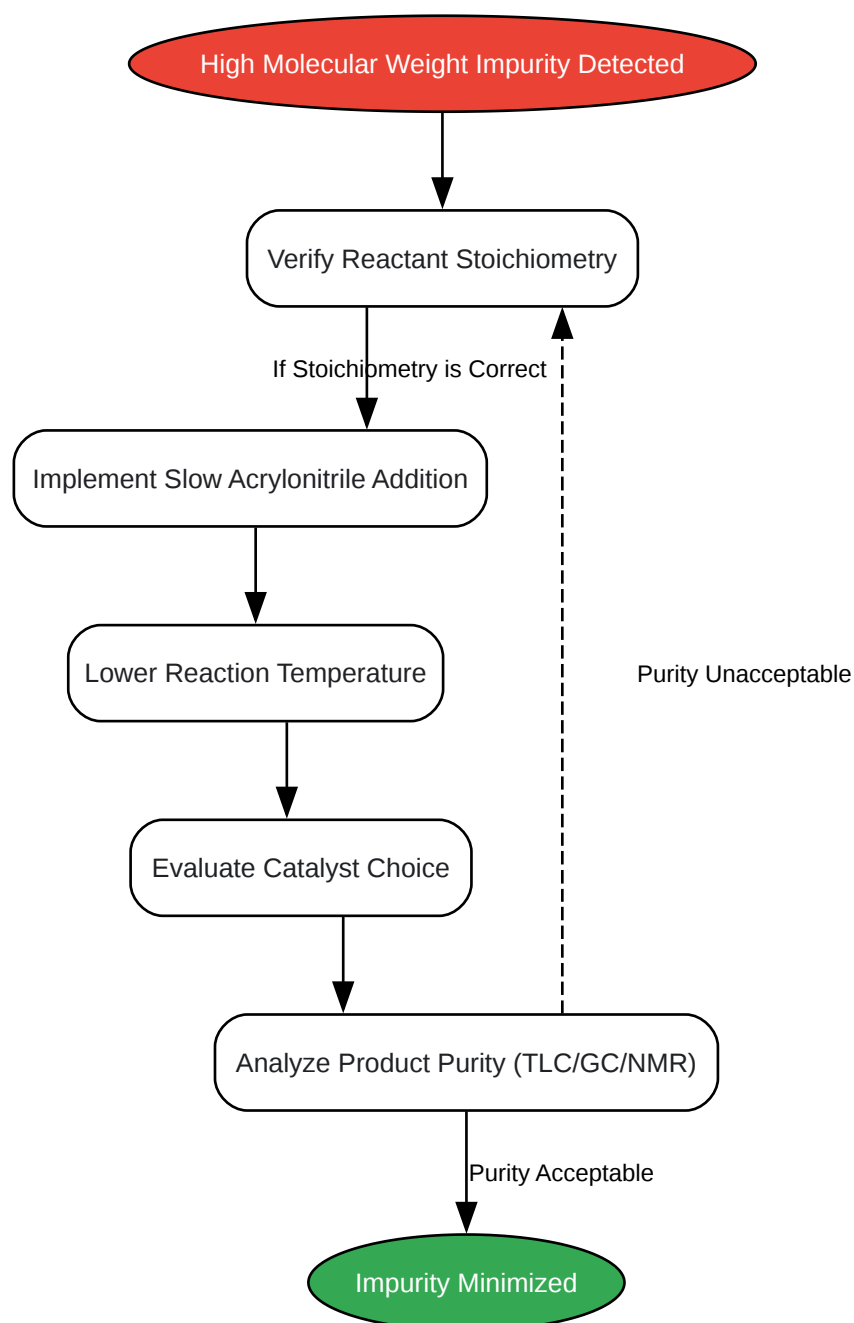 High Molecular Weight Impurity Detected
Verify Reactant Stoichiometry
If Stoichiometry is Correct
Implement Slow Acrylonitrile Addition
Lower Reaction Temperature
Purity Unacceptable
Evaluate Catalyst Choice
Analyze Product Purity (TLC/GC/NMR)
Purity Acceptable
Impurity Minimized